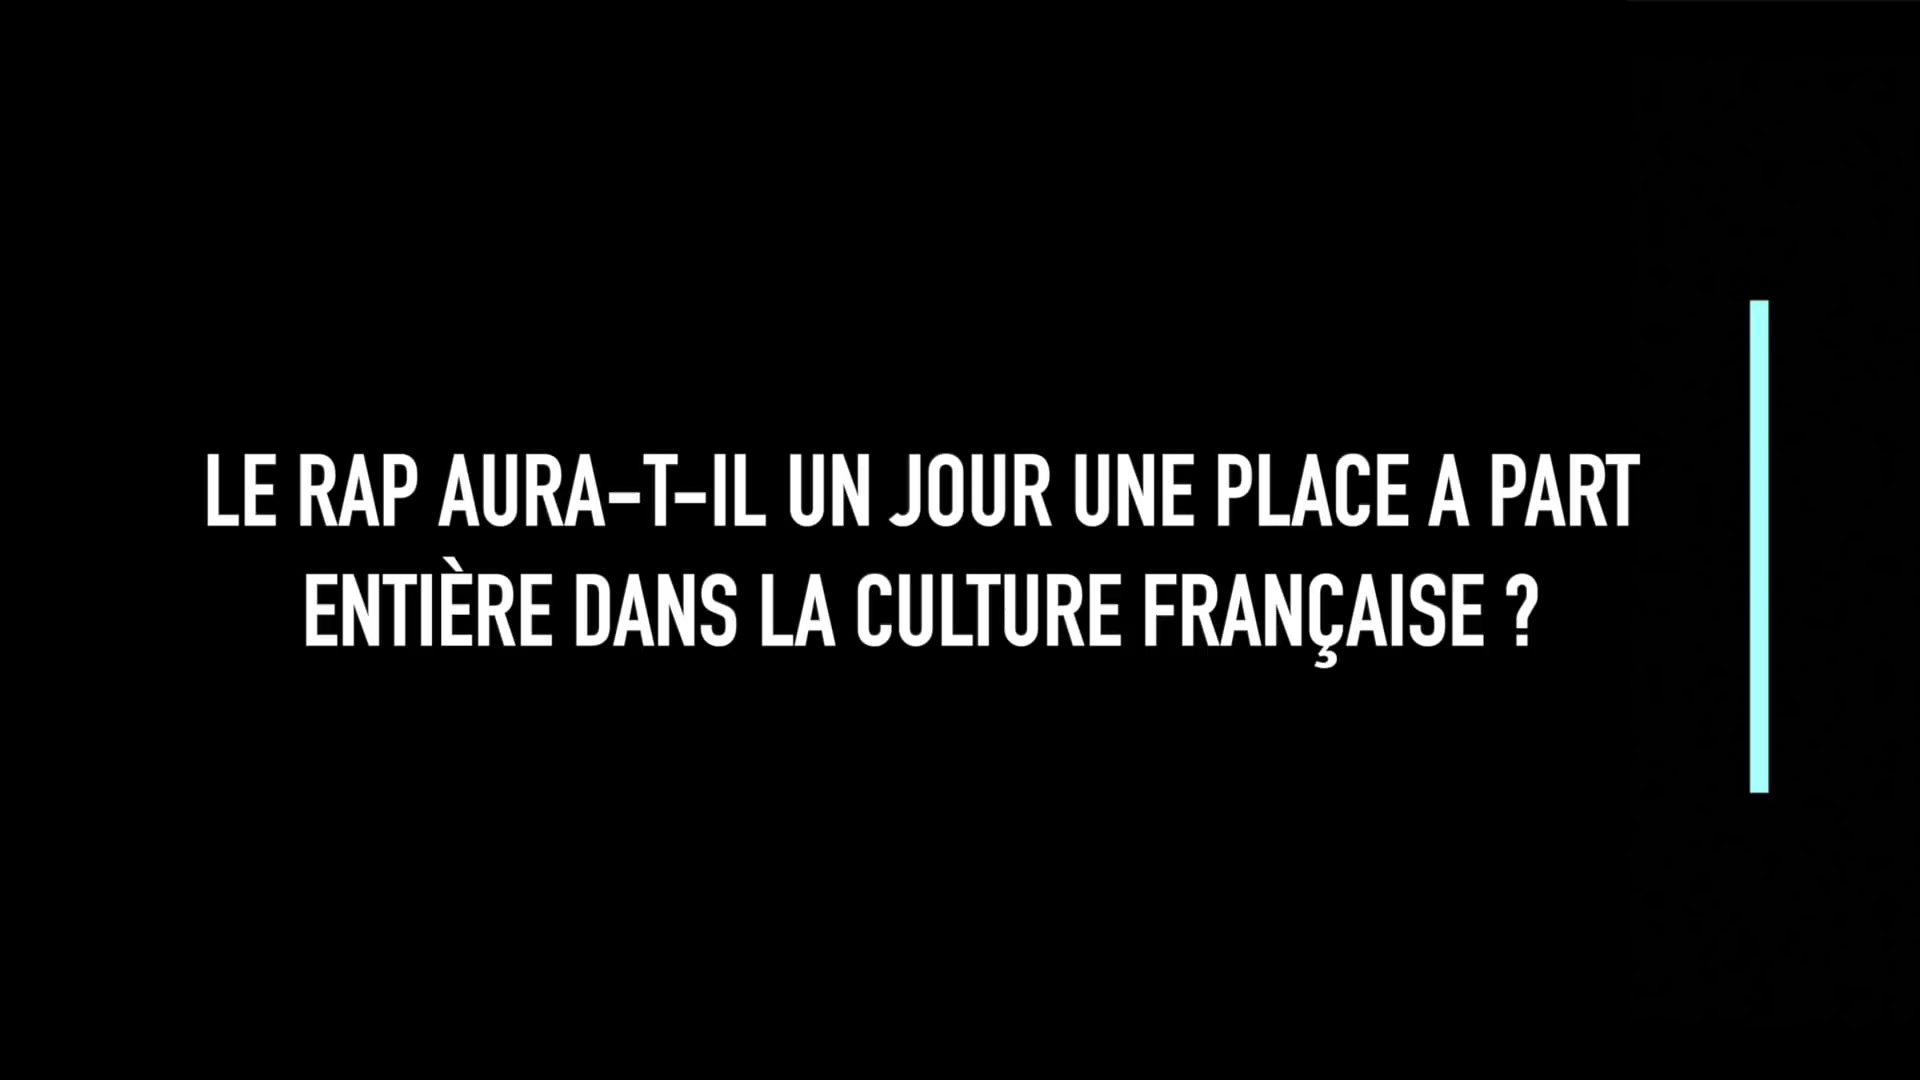 LE RAP AURA-T-IL UN JOUR UNE PLACE A PART
ENTIÈRE DANS LA CULTURE FRANÇAISE ?